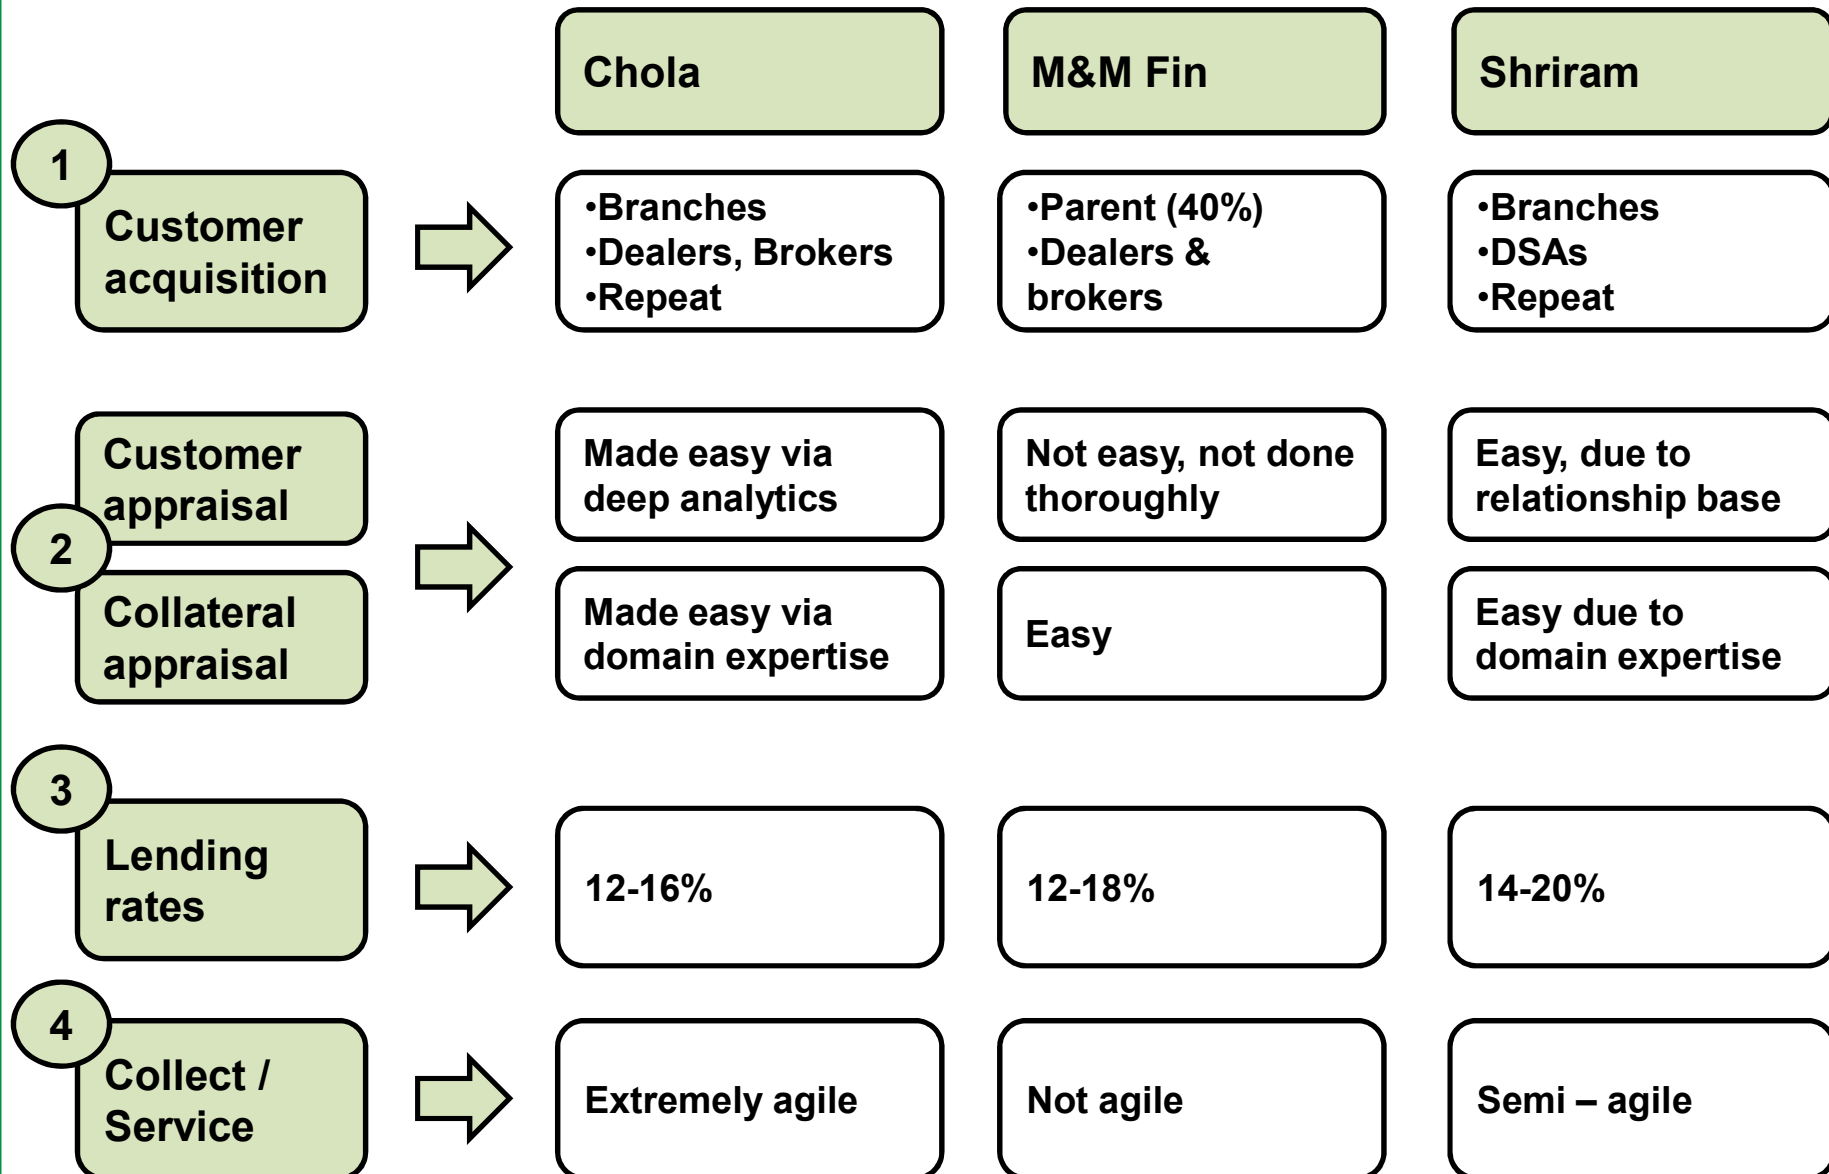 Chola
M&M Fin
Shriram
1
Customer
acquisition
•Branches
•Dealers, Brokers
•Repeat
•Parent (40%)
•Dealers &
brokers
•Branches
•DSAs
•Repeat
2
Customer
appraisal
Made easy via
deep analytics
Not easy, not done
thoroughly
Easy, due to
relationship base
Collateral
appraisal
Made easy via
domain expertise
Easy
Easy due to
domain expertise
3
Lending
rates
12-16%
12-18%
14-20%
4
Collect /
Service
Extremely agile
Not agile
Semi – agile